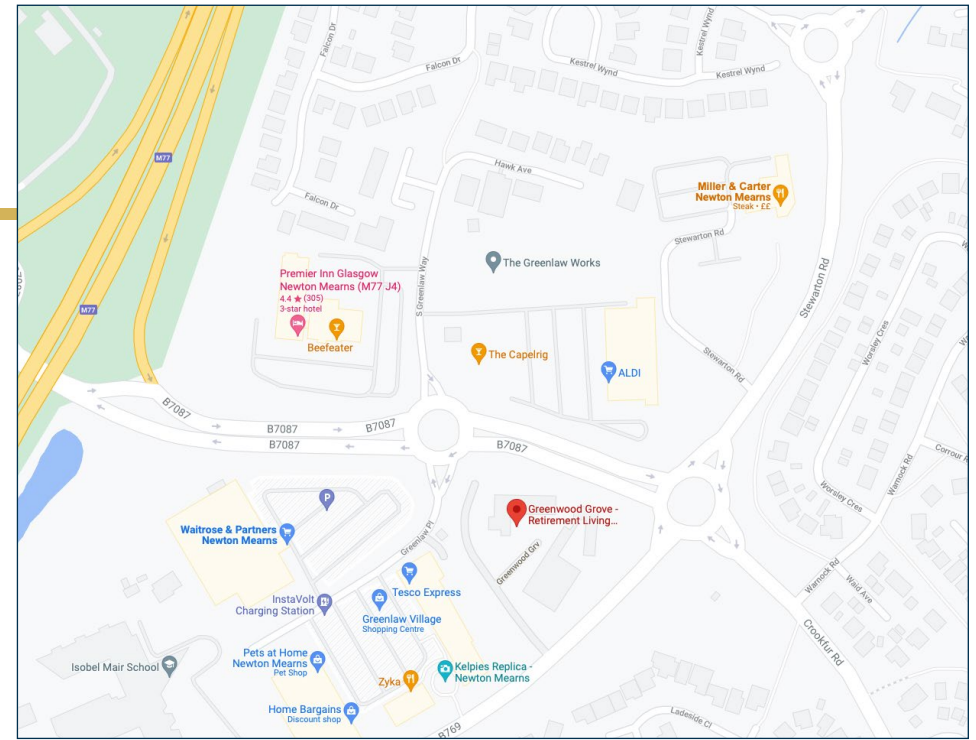 Falcon Dr
Falcon Dr
Kestrel Wynd
Kestrel Wynd
Kestrel Wynd
M77
Hawk Ave
Falcon Dr
Miller & Carter
Newton Mearns
Steak • ££
Stewarton Rd
The Greenlaw Works
Premier Inn Glasgow
Newton Mearns (M77 J4)
4.4 ★ (305)
3-star hotel
S Greenlaw Way
Stewarton Rd
M77
Beefeater
The Capelrig
ALDI
Stewarton Rd
Worsley Cres
B7087
B7087
B7087
B7087
B7087
Warnock Rd
Worsley Cres
P
Greenwood Grove -
Retirement Living...
Waitrose & Partners
Newton Mearns
Greenlaw Pl
Greenwood Grv
Warnock Rd
Waid Ave
Tesco Express
InstaVolt
Charging Station
Greenlaw Village
Shopping Centre
Crookfur Rd
Pets at Home
Newton Mearns
Pet Shop
Isobel Mair School
Kelpies Replica -
Newton Mearns
Zyka
Home Bargains
Discount shop
B769
Ladeside Cl